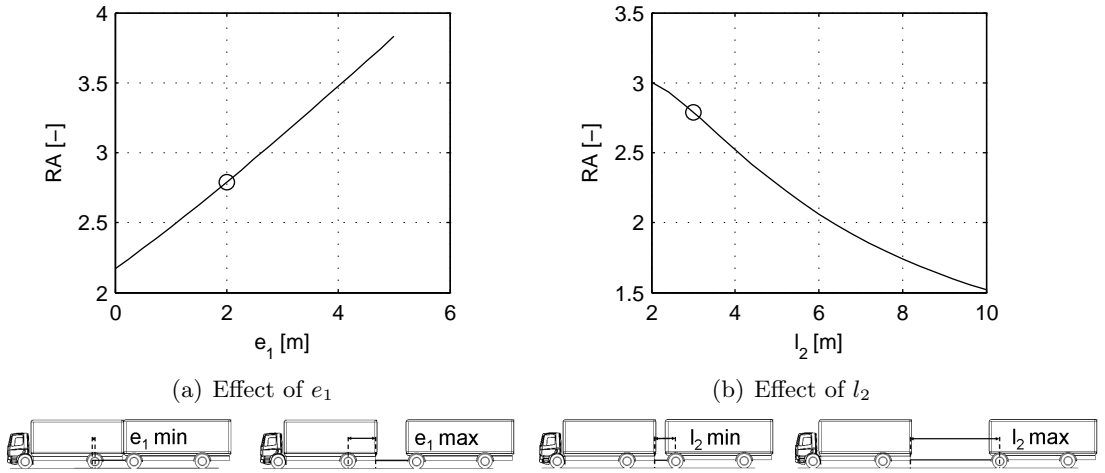 4
3.5
3
2.5
2
0
2
4
6
RA [−]
e1 [m]
(a) Effect of e1
3.5
3
2.5
2
1.5
2
4
6
8
10
RA [−]
l2 [m]
(b) Effect of l2
e1 min
e1 max
l2 min
l2 max